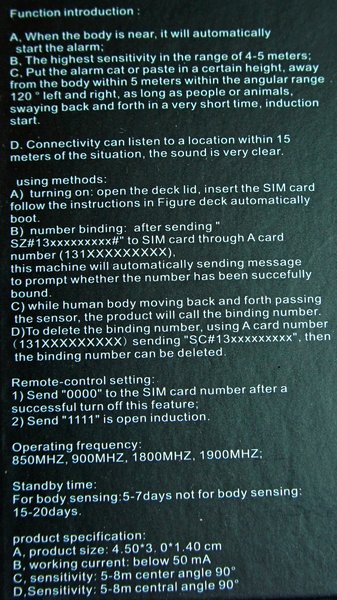 Function introduction :
A, When the body is near, it will automatically
start the alarm;
B, The highest sensitivity in the range of 4-5 meters;
C, Put the alarm cat or paste in a certain height, away
from the body within 5 meters within the angular range
120 ° left and right, as long as people or animals,
swaying back and forth in a very short time, induction
start.
D. Connectivity can listen to a location within 15
meters of the situation, the sound is very clear.
using methods:
A) turning on: open the deck lid, insert the SIM card
follow the instructions in Figure deck automatically
boot.
B) number binding: after sending "
SZ#13xxxxxxxxx#" to SIM card through A card
number (131XXXXXXXXX),
this machine will automatically sending message
to prompt whether the number has been succefully
bound.
C) while human body moving back and forth passing
the sensor, the product will call the binding number.
D)To delete the binding number, using A card number
(131XXXXXXXXX) sending "SC#13xxxxxxxxx", then
the binding number can be deleted.
Remote-control setting:
1) Send "0000" to the SIM card number after a
successful turn off this feature;
2) Send "1111" is open induction.
Operating frequency:
850MHZ, 900MHZ, 1800MHZ, 1900MHZ;
Standby time:
For body sensing:5-7days not for body sensing:
15-20days.
product specification:
A, product size: 4.50*3. 0*1.40 cm
B, working current: below 50 mA
C, sensitivity: 5-8m center angle 90°
D,Sensitivity: 5-8m central angle 90°